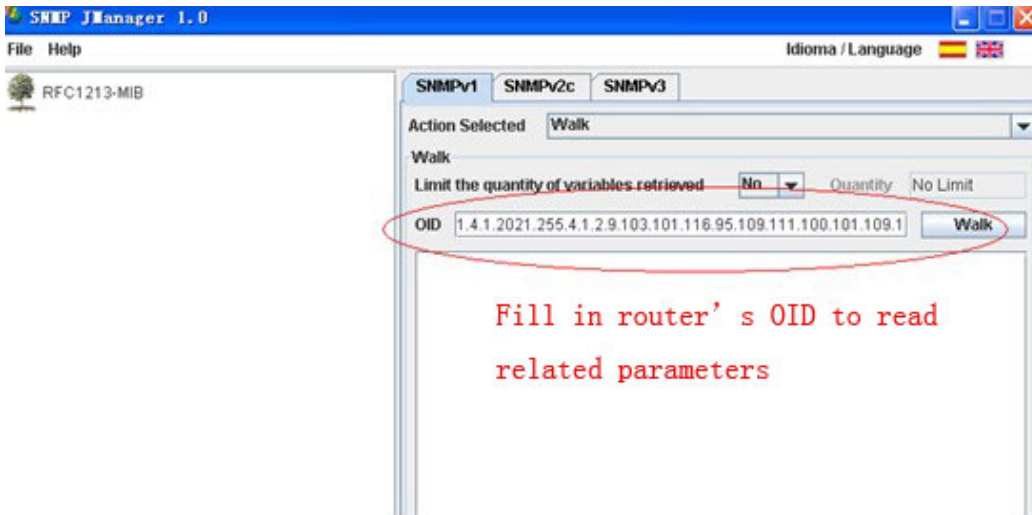 SNMP JManager 1.0
File Help
Idioma / Language
RFC1213-MIB
SNMPv1 SNMPv2c SNMPv3
Action Selected Walk
Walk
Limit the quantity of variables retrieved No Quantity No Limit
OID 1.4.1.2021.255.4.1.2.9.103.101.116.95.109.111.100.101.109.1 Walk
Fill in router’s OID to read
related parameters